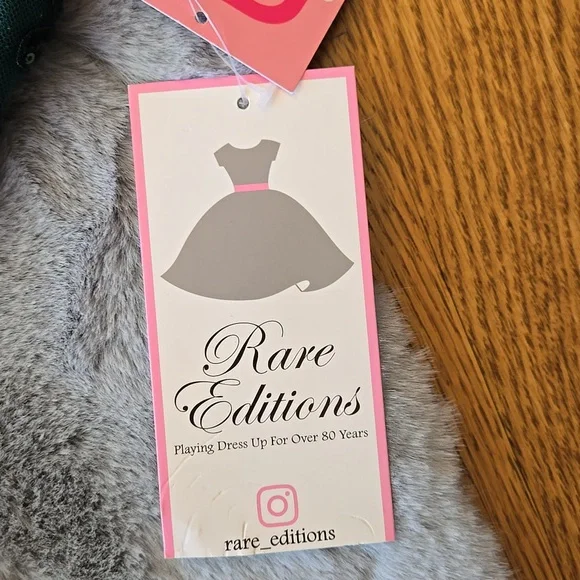 Rare
Editions
Playing Dress Up For Over 80 Years
rare_editions